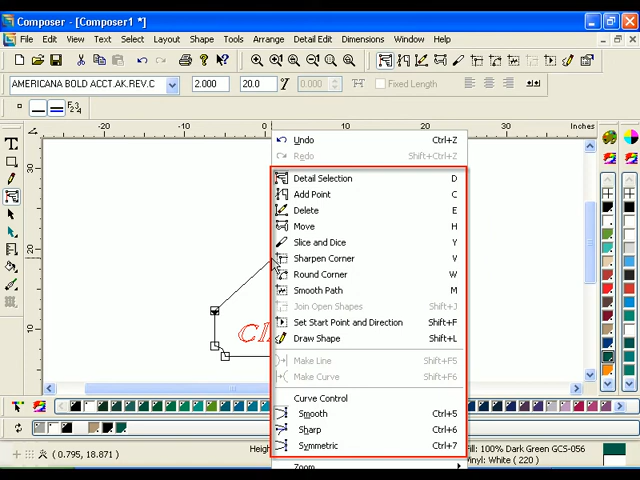 Composer - [Composer1 *]
File Edit View Text Select Layout Shape Tools Arrange Detail Edit Dimensions Window Help
AMERICANA BOLD ACCT.AK.REV.C 2.000 20.0 0.000 Fixed Length
-20 -10 0 10 20 30 Inches
30
20
10
Undo Ctrl+Z
Redo Shift+Ctrl+Z
Detail Selection D
Add Point C
Delete E
Move H
Slice and Dice Y
Sharpen Corner V
Round Corner W
Smooth Path M
Join Open Shapes Shift+J
Set Start Point and Direction Shift+F
Draw Shape Shift+L
Make Line Shift+F5
Make Curve Shift+F6
Curve Control
Smooth Ctrl+5
Sharp Ctrl+6
Symmetric Ctrl+7
Zoom
(0.795, 18.871)
Fill: 100% Dark Green GCS-056
Vinyl: White ( 220 )